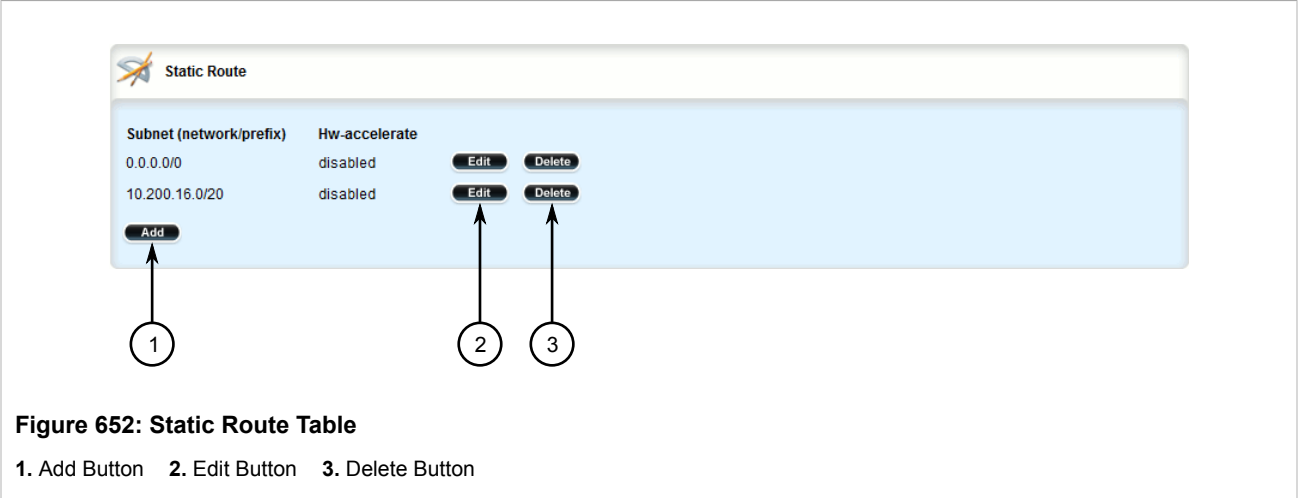 Static Route
Subnet (network/prefix) Hw-accelerate
0.0.0.0/0 disabled Edit Delete
10.200.16.0/20 disabled Edit Delete
Add
1 2 3
Figure 652: Static Route Table
1. Add Button 2. Edit Button 3. Delete Button